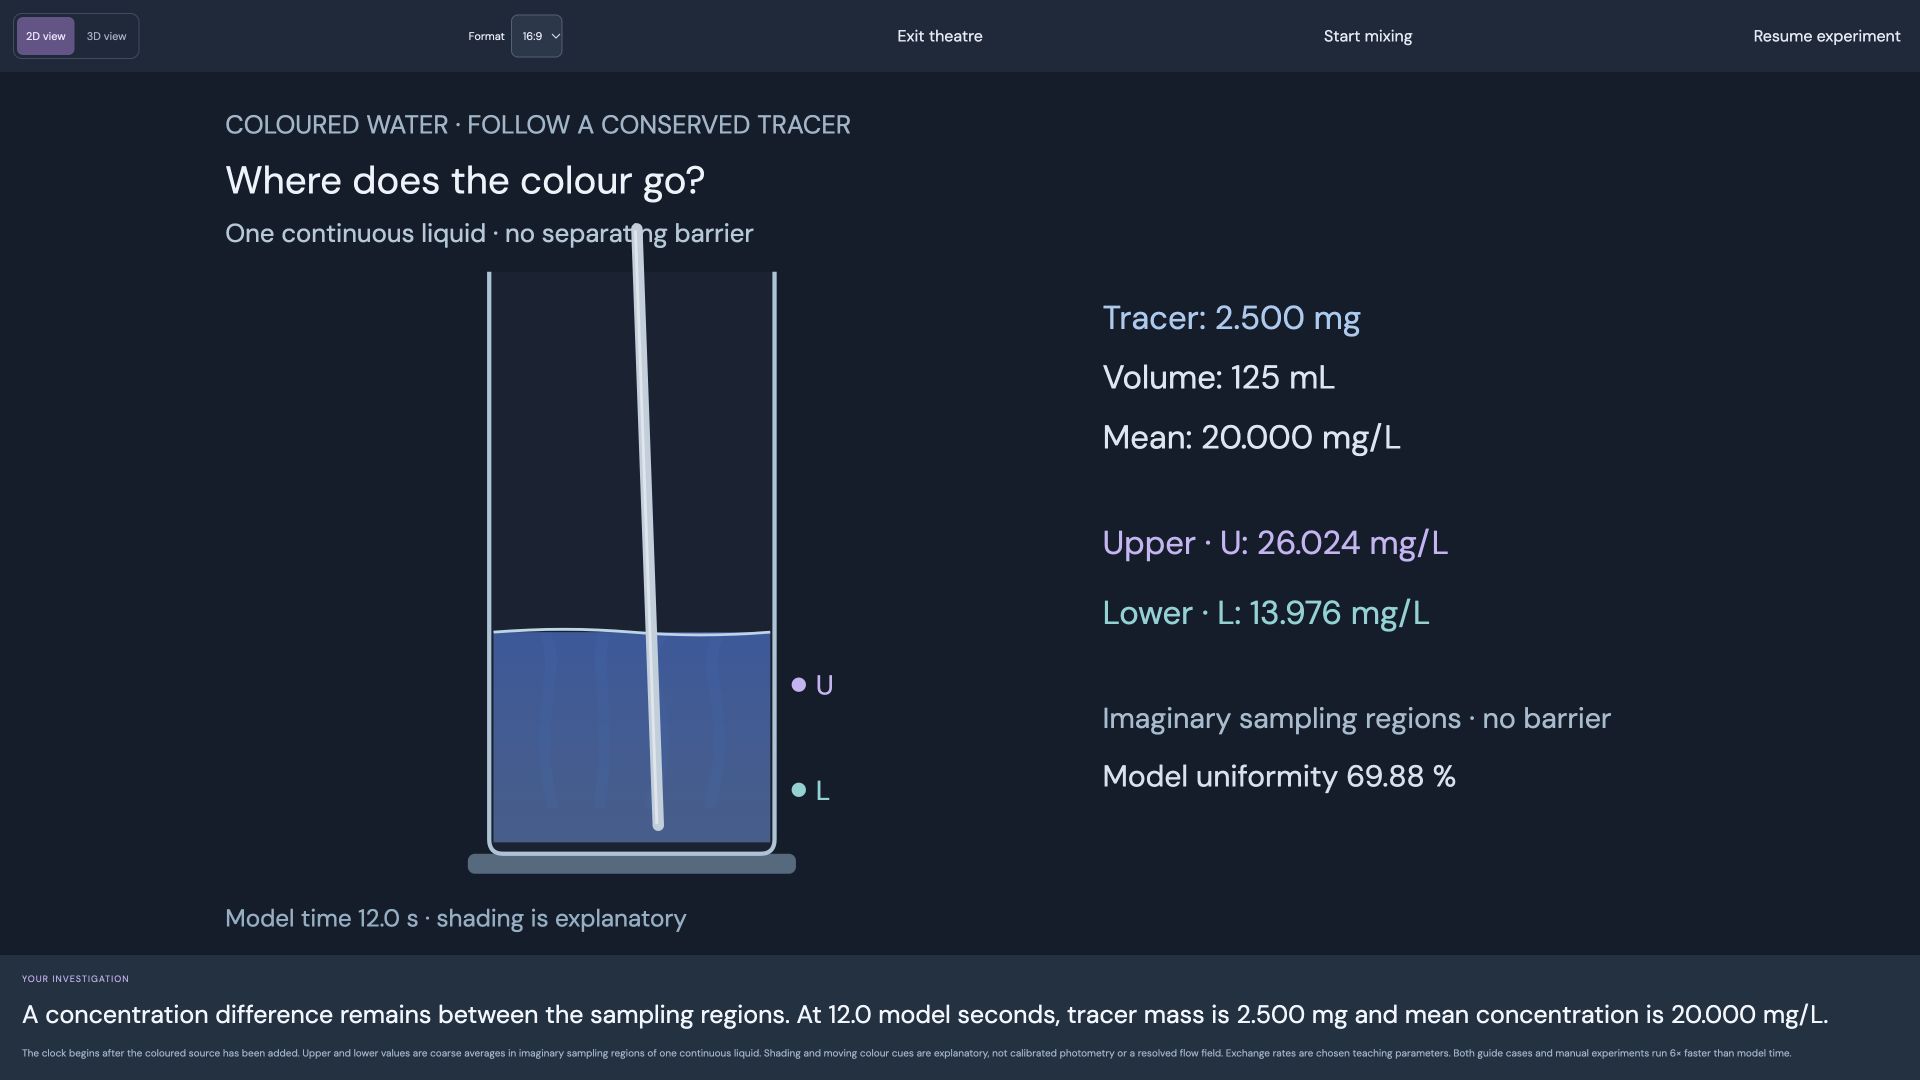 2D view 3D view Format 16:9 Exit theatre Start mixing Resume experiment
COLOURED WATER · FOLLOW A CONSERVED TRACER
Where does the colour go?
One continuous liquid · no separating barrier
Tracer: 2.500 mg
Volume: 125 mL
Mean: 20.000 mg/L
Upper · U: 26.024 mg/L
Lower · L: 13.976 mg/L
U
L
Imaginary sampling regions · no barrier
Model uniformity 69.88 %
Model time 12.0 s · shading is explanatory
YOUR INVESTIGATION
A concentration difference remains between the sampling regions. At 12.0 model seconds, tracer mass is 2.500 mg and mean concentration is 20.000 mg/L.
The clock begins after the coloured source has been added. Upper and lower values are coarse averages in imaginary sampling regions of one continuous liquid. Shading and moving colour cues are explanatory, not calibrated photometry or a resolved flow field. Exchange rates are chosen teaching parameters. Both guide cases and manual experiments run 6× faster than model time.